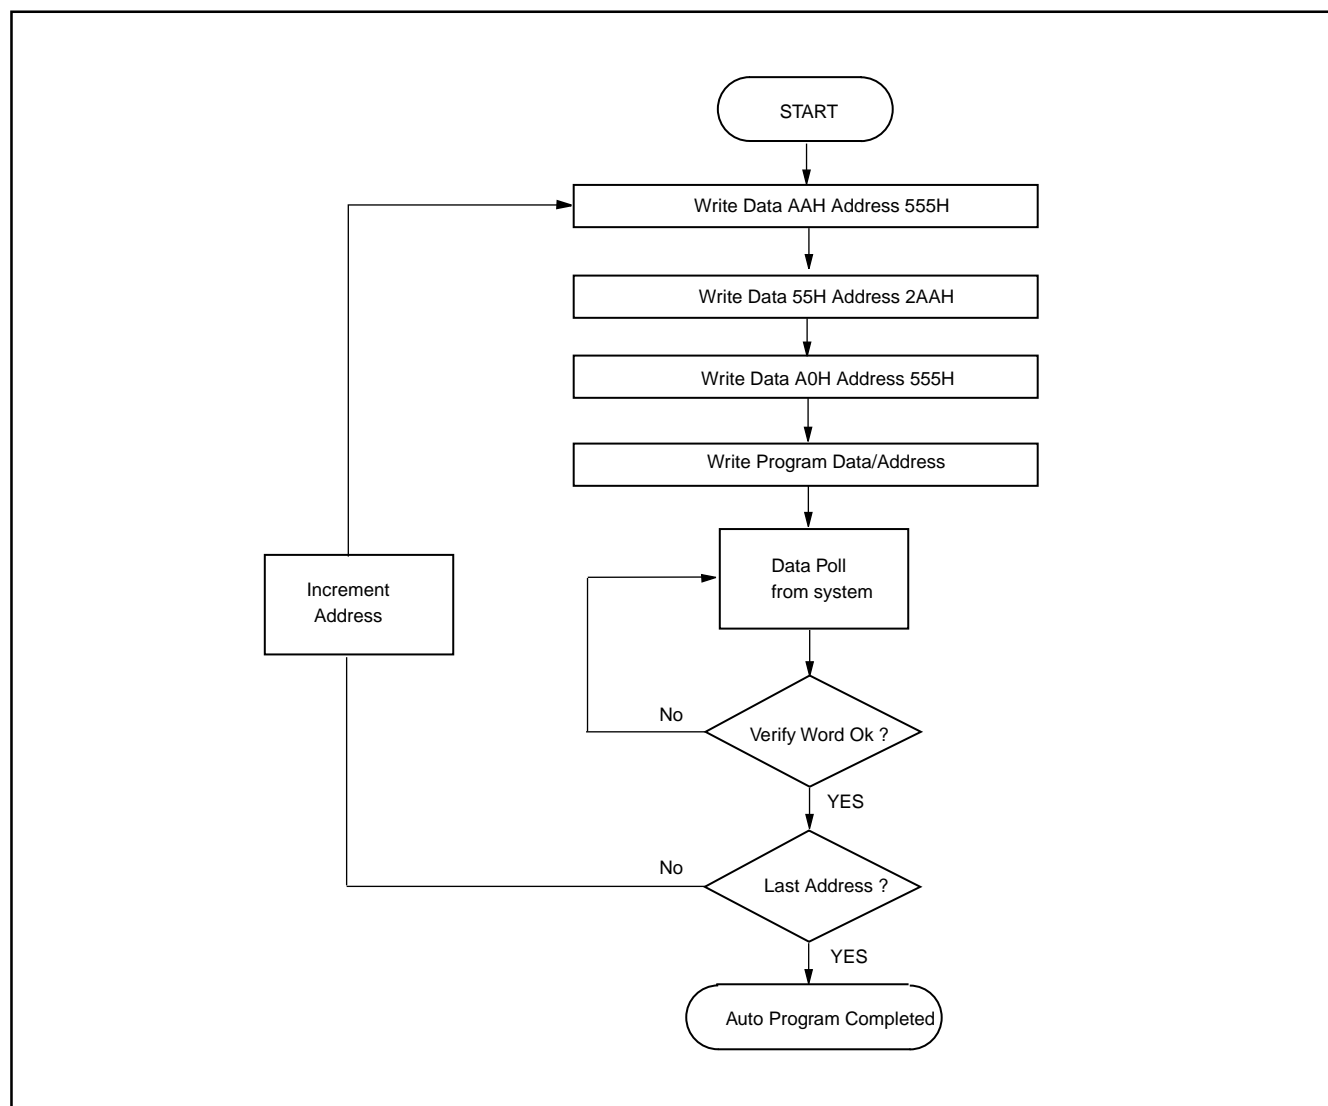 START
Write Data AAH Address 555H
Write Data 55H Address 2AAH
Write Data A0H Address 555H
Write Program Data/Address
Data Poll
from system
Increment
Address
No
Verify Word Ok ?
YES
No
Last Address ?
YES
Auto Program Completed